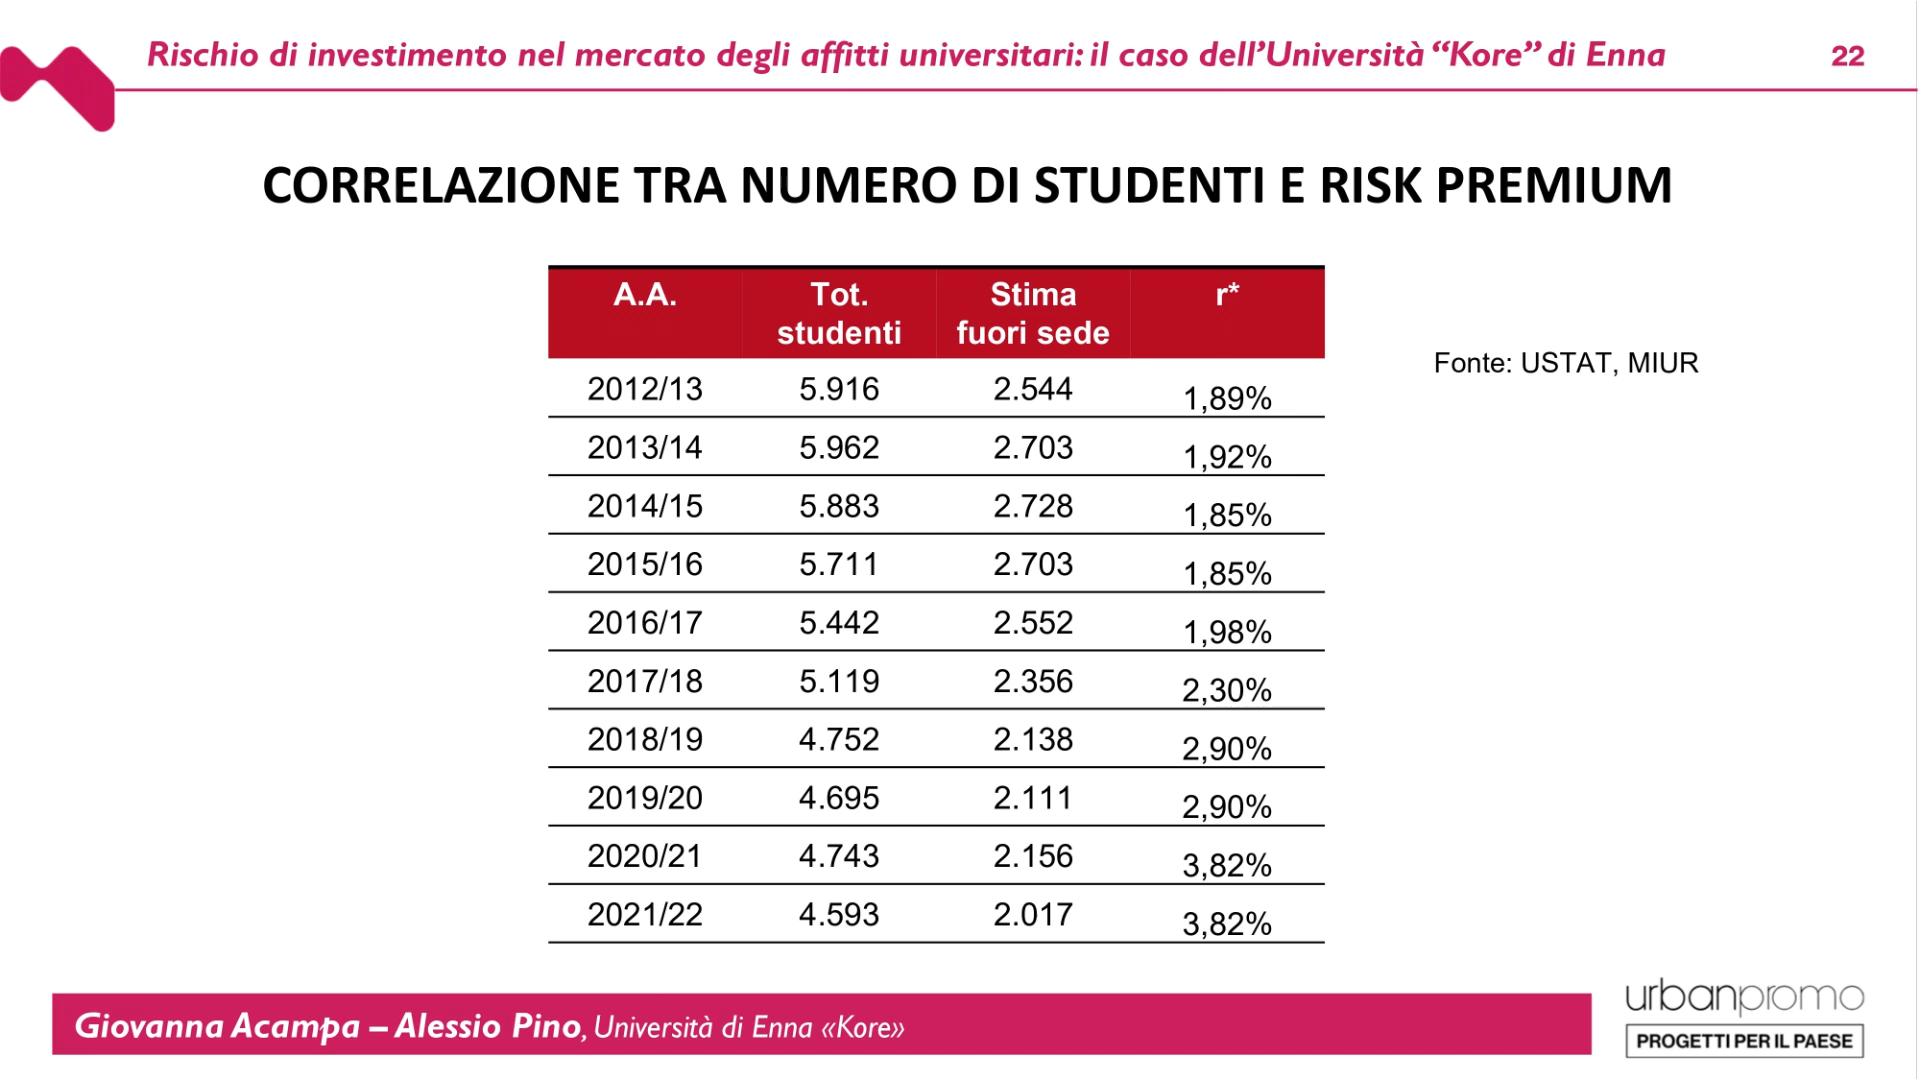 Rischio di investimento nel mercato degli affitti universitari: il caso dell’Università “Kore” di Enna 22
CORRELAZIONE TRA NUMERO DI STUDENTI E RISK PREMIUM
A.A. Tot. studenti Stima fuori sede r*
2012/13 5.916 2.544 1,89%
2013/14 5.962 2.703 1,92%
2014/15 5.883 2.728 1,85%
2015/16 5.711 2.703 1,85%
2016/17 5.442 2.552 1,98%
2017/18 5.119 2.356 2,30%
2018/19 4.752 2.138 2,90%
2019/20 4.695 2.111 2,90%
2020/21 4.743 2.156 3,82%
2021/22 4.593 2.017 3,82%
Fonte: USTAT, MIUR
Giovanna Acampa – Alessio Pino, Università di Enna «Kore»
urbanpromo
PROGETTI PER IL PAESE